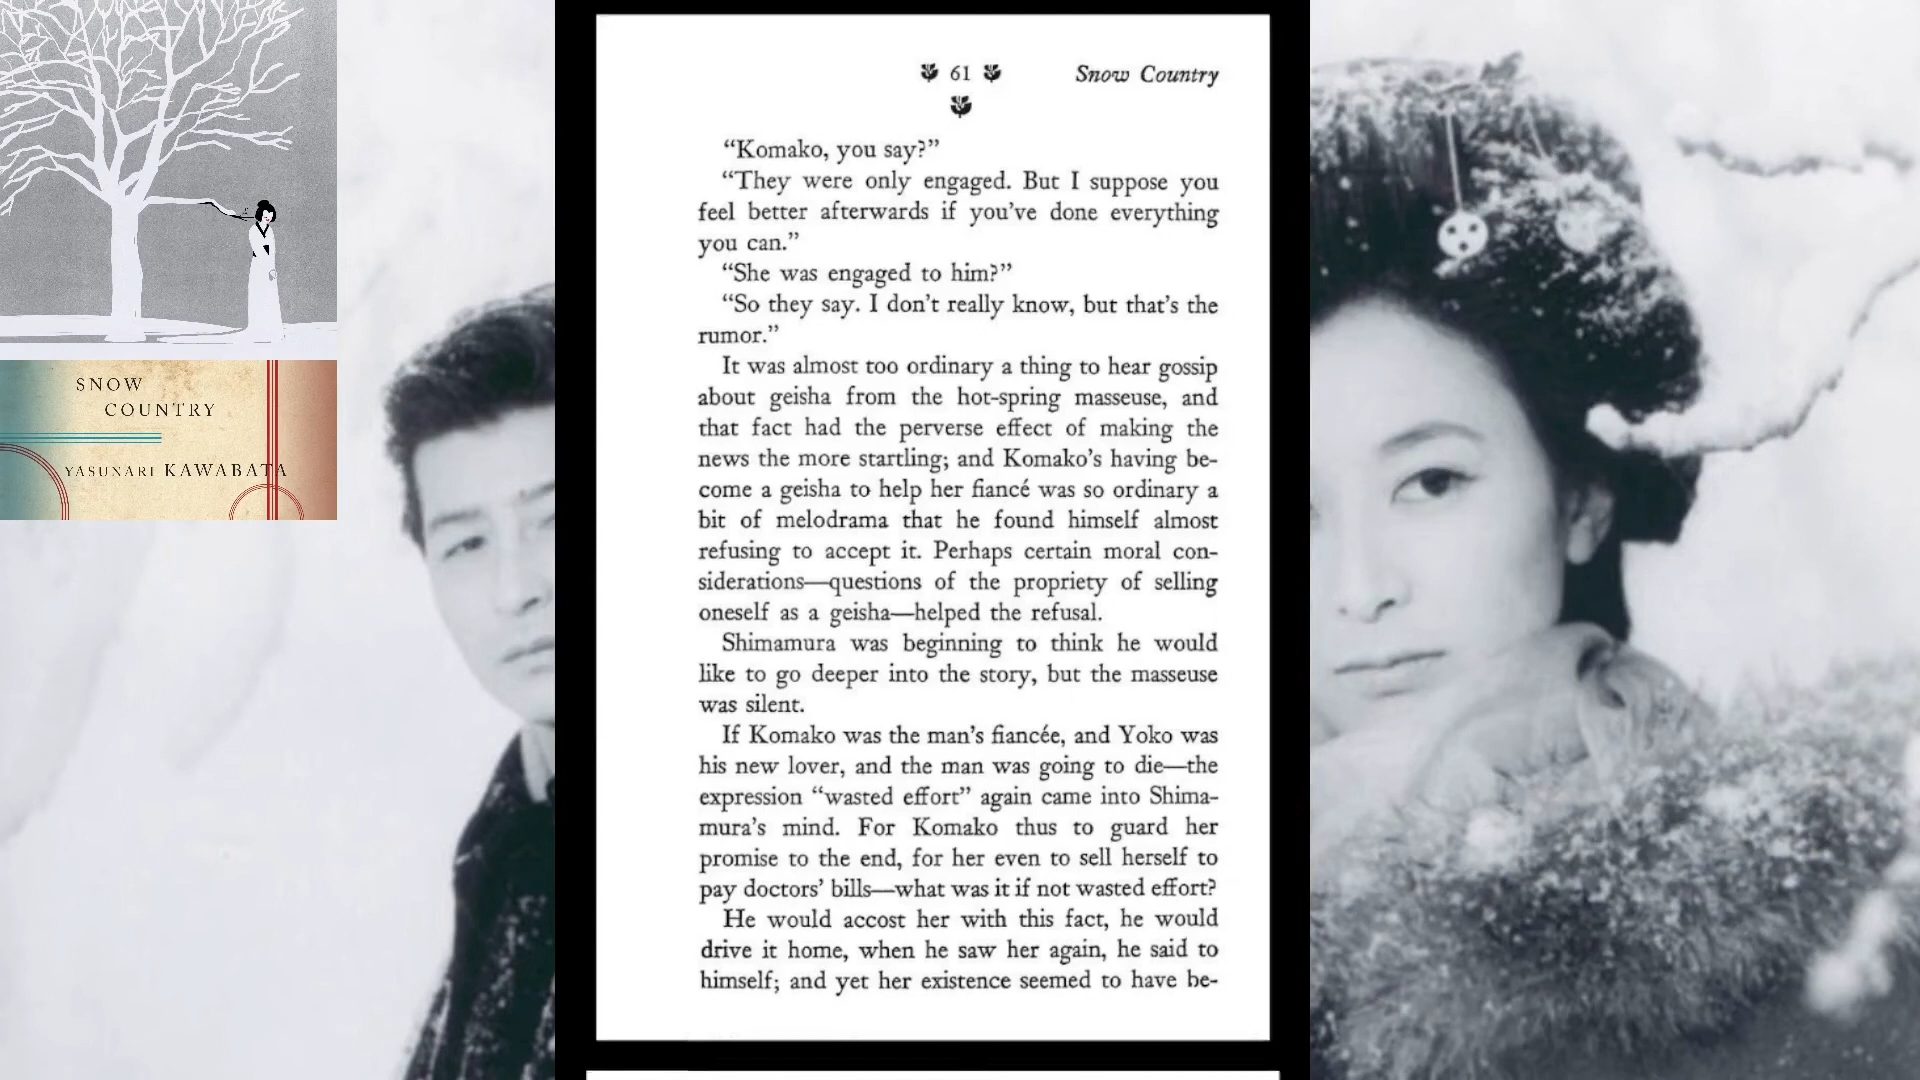 SNOW
COUNTRY
YASUNARI KAWABATA
61 Snow Country
“Komako, you say?”
“They were only engaged. But I suppose you
feel better afterwards if you’ve done everything
you can.”
“She was engaged to him?”
“So they say. I don’t really know, but that’s the
rumor.”
It was almost too ordinary a thing to hear gossip
about geisha from the hot-spring masseuse, and
that fact had the perverse effect of making the
news the more startling; and Komako’s having be-
come a geisha to help her fiancé was so ordinary a
bit of melodrama that he found himself almost
refusing to accept it. Perhaps certain moral con-
siderations—questions of the propriety of selling
oneself as a geisha—helped the refusal.
Shimamura was beginning to think he would
like to go deeper into the story, but the masseuse
was silent.
If Komako was the man’s fiancée, and Yoko was
his new lover, and the man was going to die—the
expression “wasted effort” again came into Shima-
mura’s mind. For Komako thus to guard her
promise to the end, for her even to sell herself to
pay doctors’ bills—what was it if not wasted effort?
He would accost her with this fact, he would
drive it home, when he saw her again, he said to
himself; and yet her existence seemed to have be-